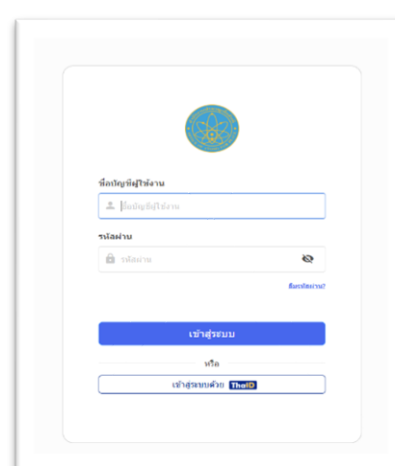 ชื่อบัญชีผู้ใช้งาน
ชื่อบัญชีผู้ใช้งาน
รหัสผ่าน
รหัสผ่าน
ลืมรหัสผ่าน?
เข้าสู่ระบบ
หรือ
เข้าสู่ระบบด้วย ThaID